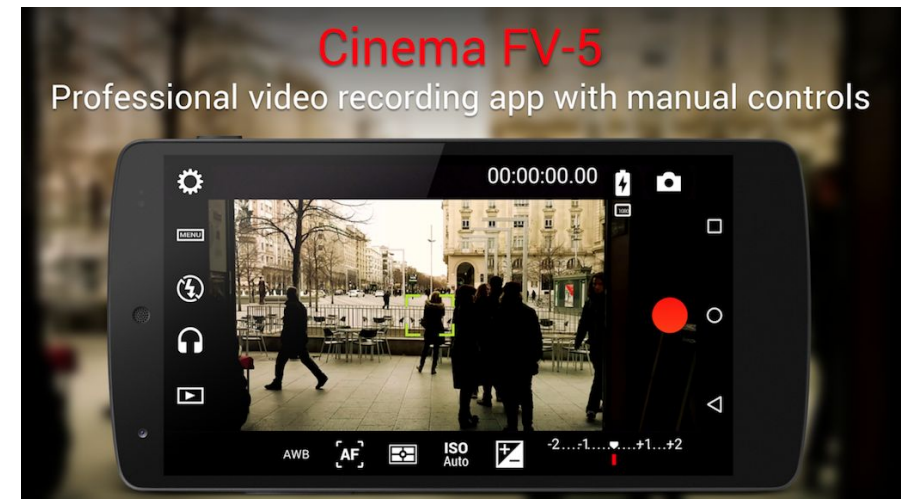 Cinema FV-5
Professional video recording app with manual controls
00:00:00.00
1080
MENU
AWB
AF
ISO
Auto
-2....-1.........+1...+2